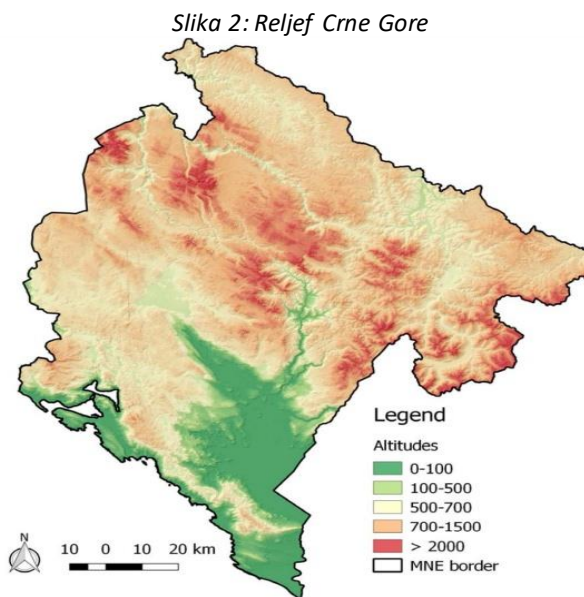 Slika 2: Reljef Crne Gore
Legend
Altitudes
0-100
100-500
500-700
700-1500
> 2000
MNE border
N
10 0 10 20 km